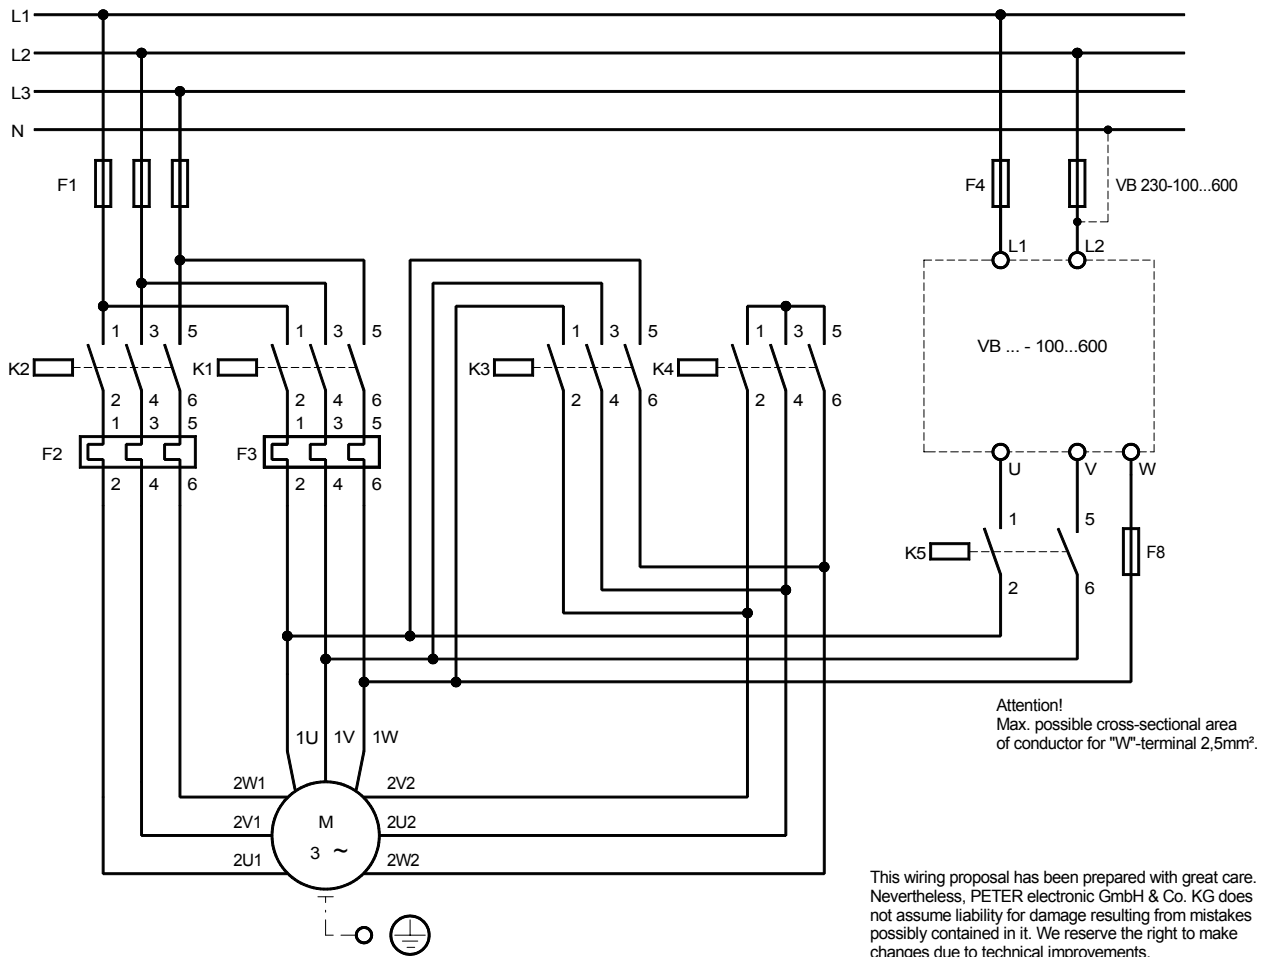 L1
L2
L3
N
F1
F4
VB 230-100...600
L1
L2
1 3 5
1 3 5
1 3 5
1 3 5
VB ... - 100...600
K2
K1
K3
K4
2 4 6
2 4 6
2 4 6
2 4 6
1 3 5
1 3 5
F2
F3
U
V
W
2 4 6
2 4 6
1
5
K5
F8
2
6
Attention!
Max. possible cross-sectional area
of conductor for "W"-terminal 2,5mm².
1U 1V 1W
2W1
2V2
2V1
M
2U2
3 ~
2U1
2W2
This wiring proposal has been prepared with great care.
Nevertheless, PETER electronic GmbH & Co. KG does
not assume liability for damage resulting from mistakes
possibly contained in it. We reserve the right to make
changes due to technical improvements.